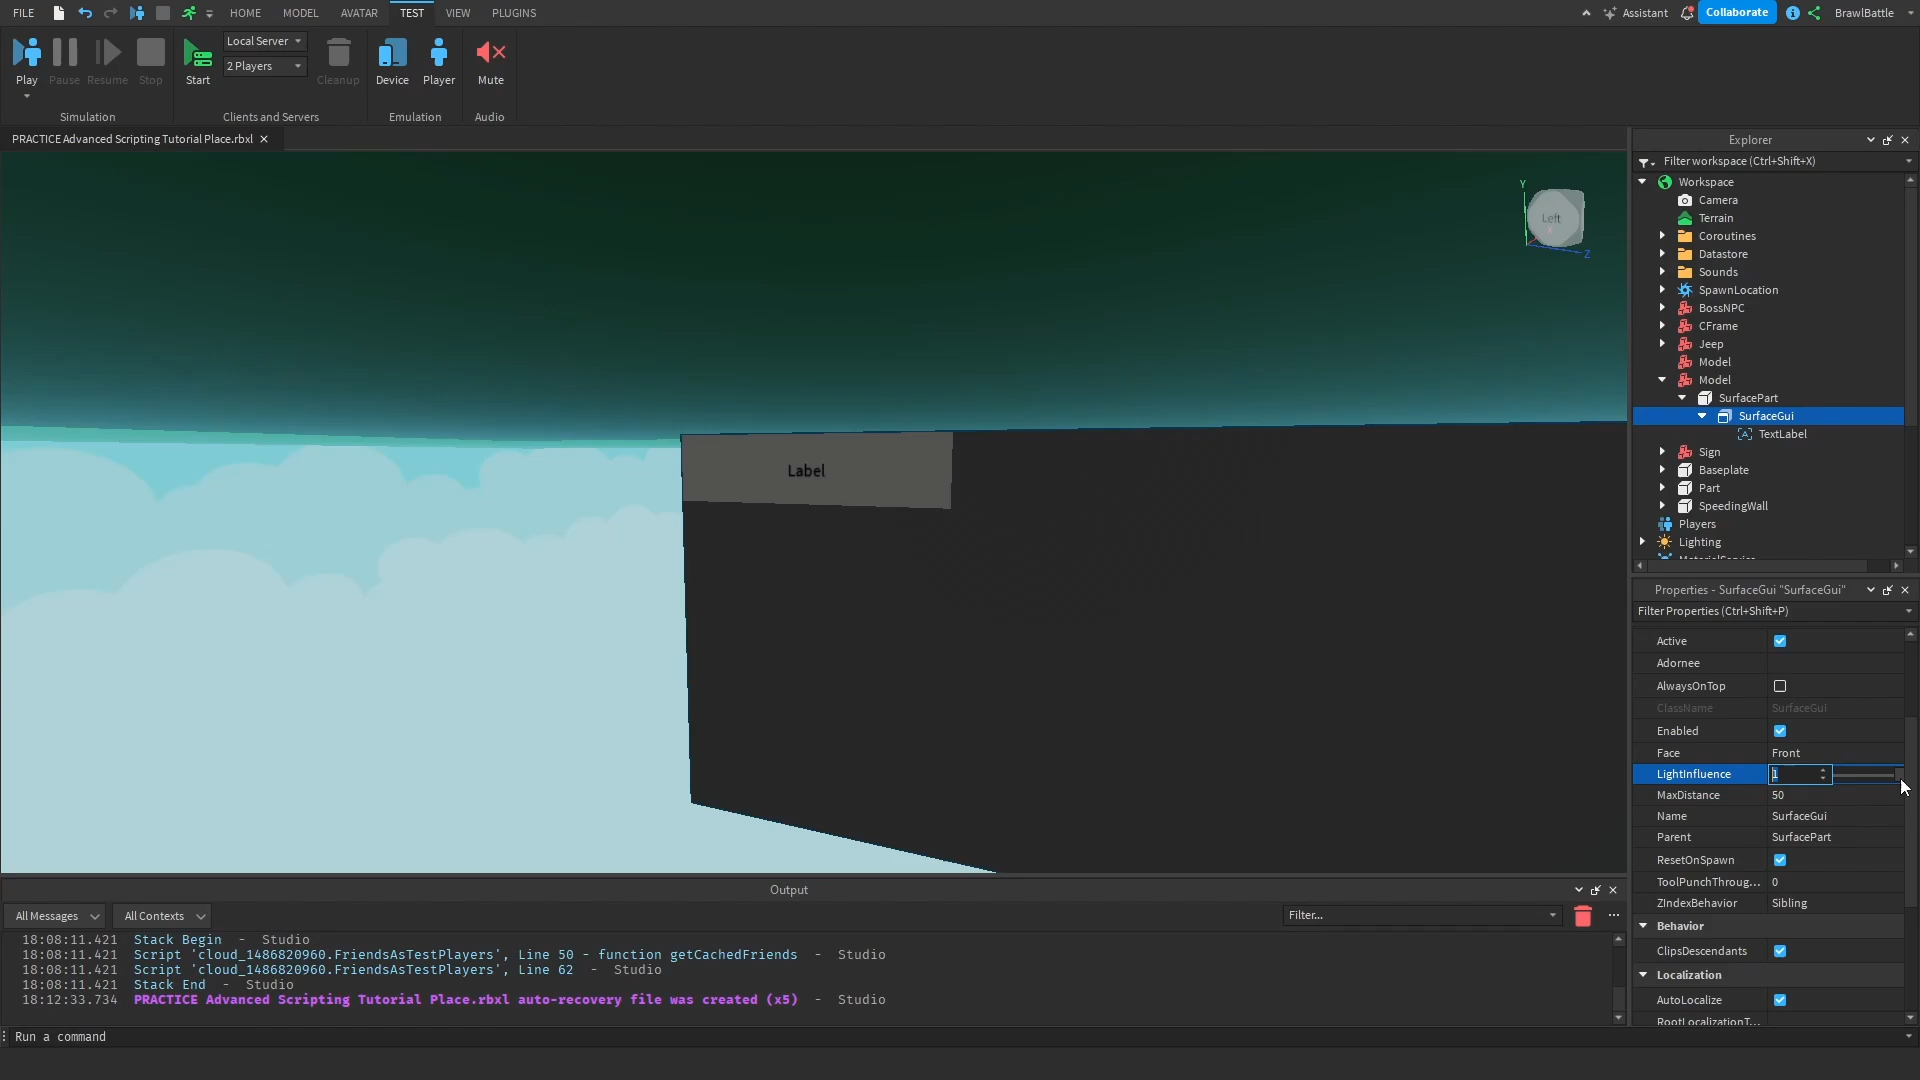 FILE HOME MODEL AVATAR TEST VIEW PLUGINS Assistant Collaborate BrawlBattle
Play Pause Resume Stop Start Local Server 2 Players Cleanup Device Player Mute
Simulation Clients and Servers Emulation Audio
PRACTICE Advanced Scripting Tutorial Place.rbxl
Y
Left
X
Z
Label
Explorer
Filter workspace (Ctrl+Shift+X)
Workspace
Camera
Terrain
Coroutines
Datastore
Sounds
SpawnLocation
BossNPC
CFrame
Jeep
Model
Model
SurfacePart
SurfaceGui
TextLabel
Sign
Baseplate
Part
SpeedingWall
Players
Lighting
MaterialService
Properties - SurfaceGui "SurfaceGui"
Filter Properties (Ctrl+Shift+P)
Active
Adornee
AlwaysOnTop
ClassName SurfaceGui
Enabled
Face Front
LightInfluence 1
MaxDistance 50
Name SurfaceGui
Parent SurfacePart
ResetOnSpawn
ToolPunchThroug... 0
ZIndexBehavior Sibling
Behavior
ClipsDescendants
Localization
AutoLocalize
RootLocalizationT...
Output
All Messages All Contexts Filter...
18:08:11.421 Stack Begin - Studio
18:08:11.421 Script 'cloud_1486820960.FriendsAsTestPlayers', Line 50 - function getCachedFriends - Studio
18:08:11.421 Script 'cloud_1486820960.FriendsAsTestPlayers', Line 62 - Studio
18:08:11.421 Stack End - Studio
18:12:33.734 PRACTICE Advanced Scripting Tutorial Place.rbxl auto-recovery file was created (x5) - Studio
Run a command